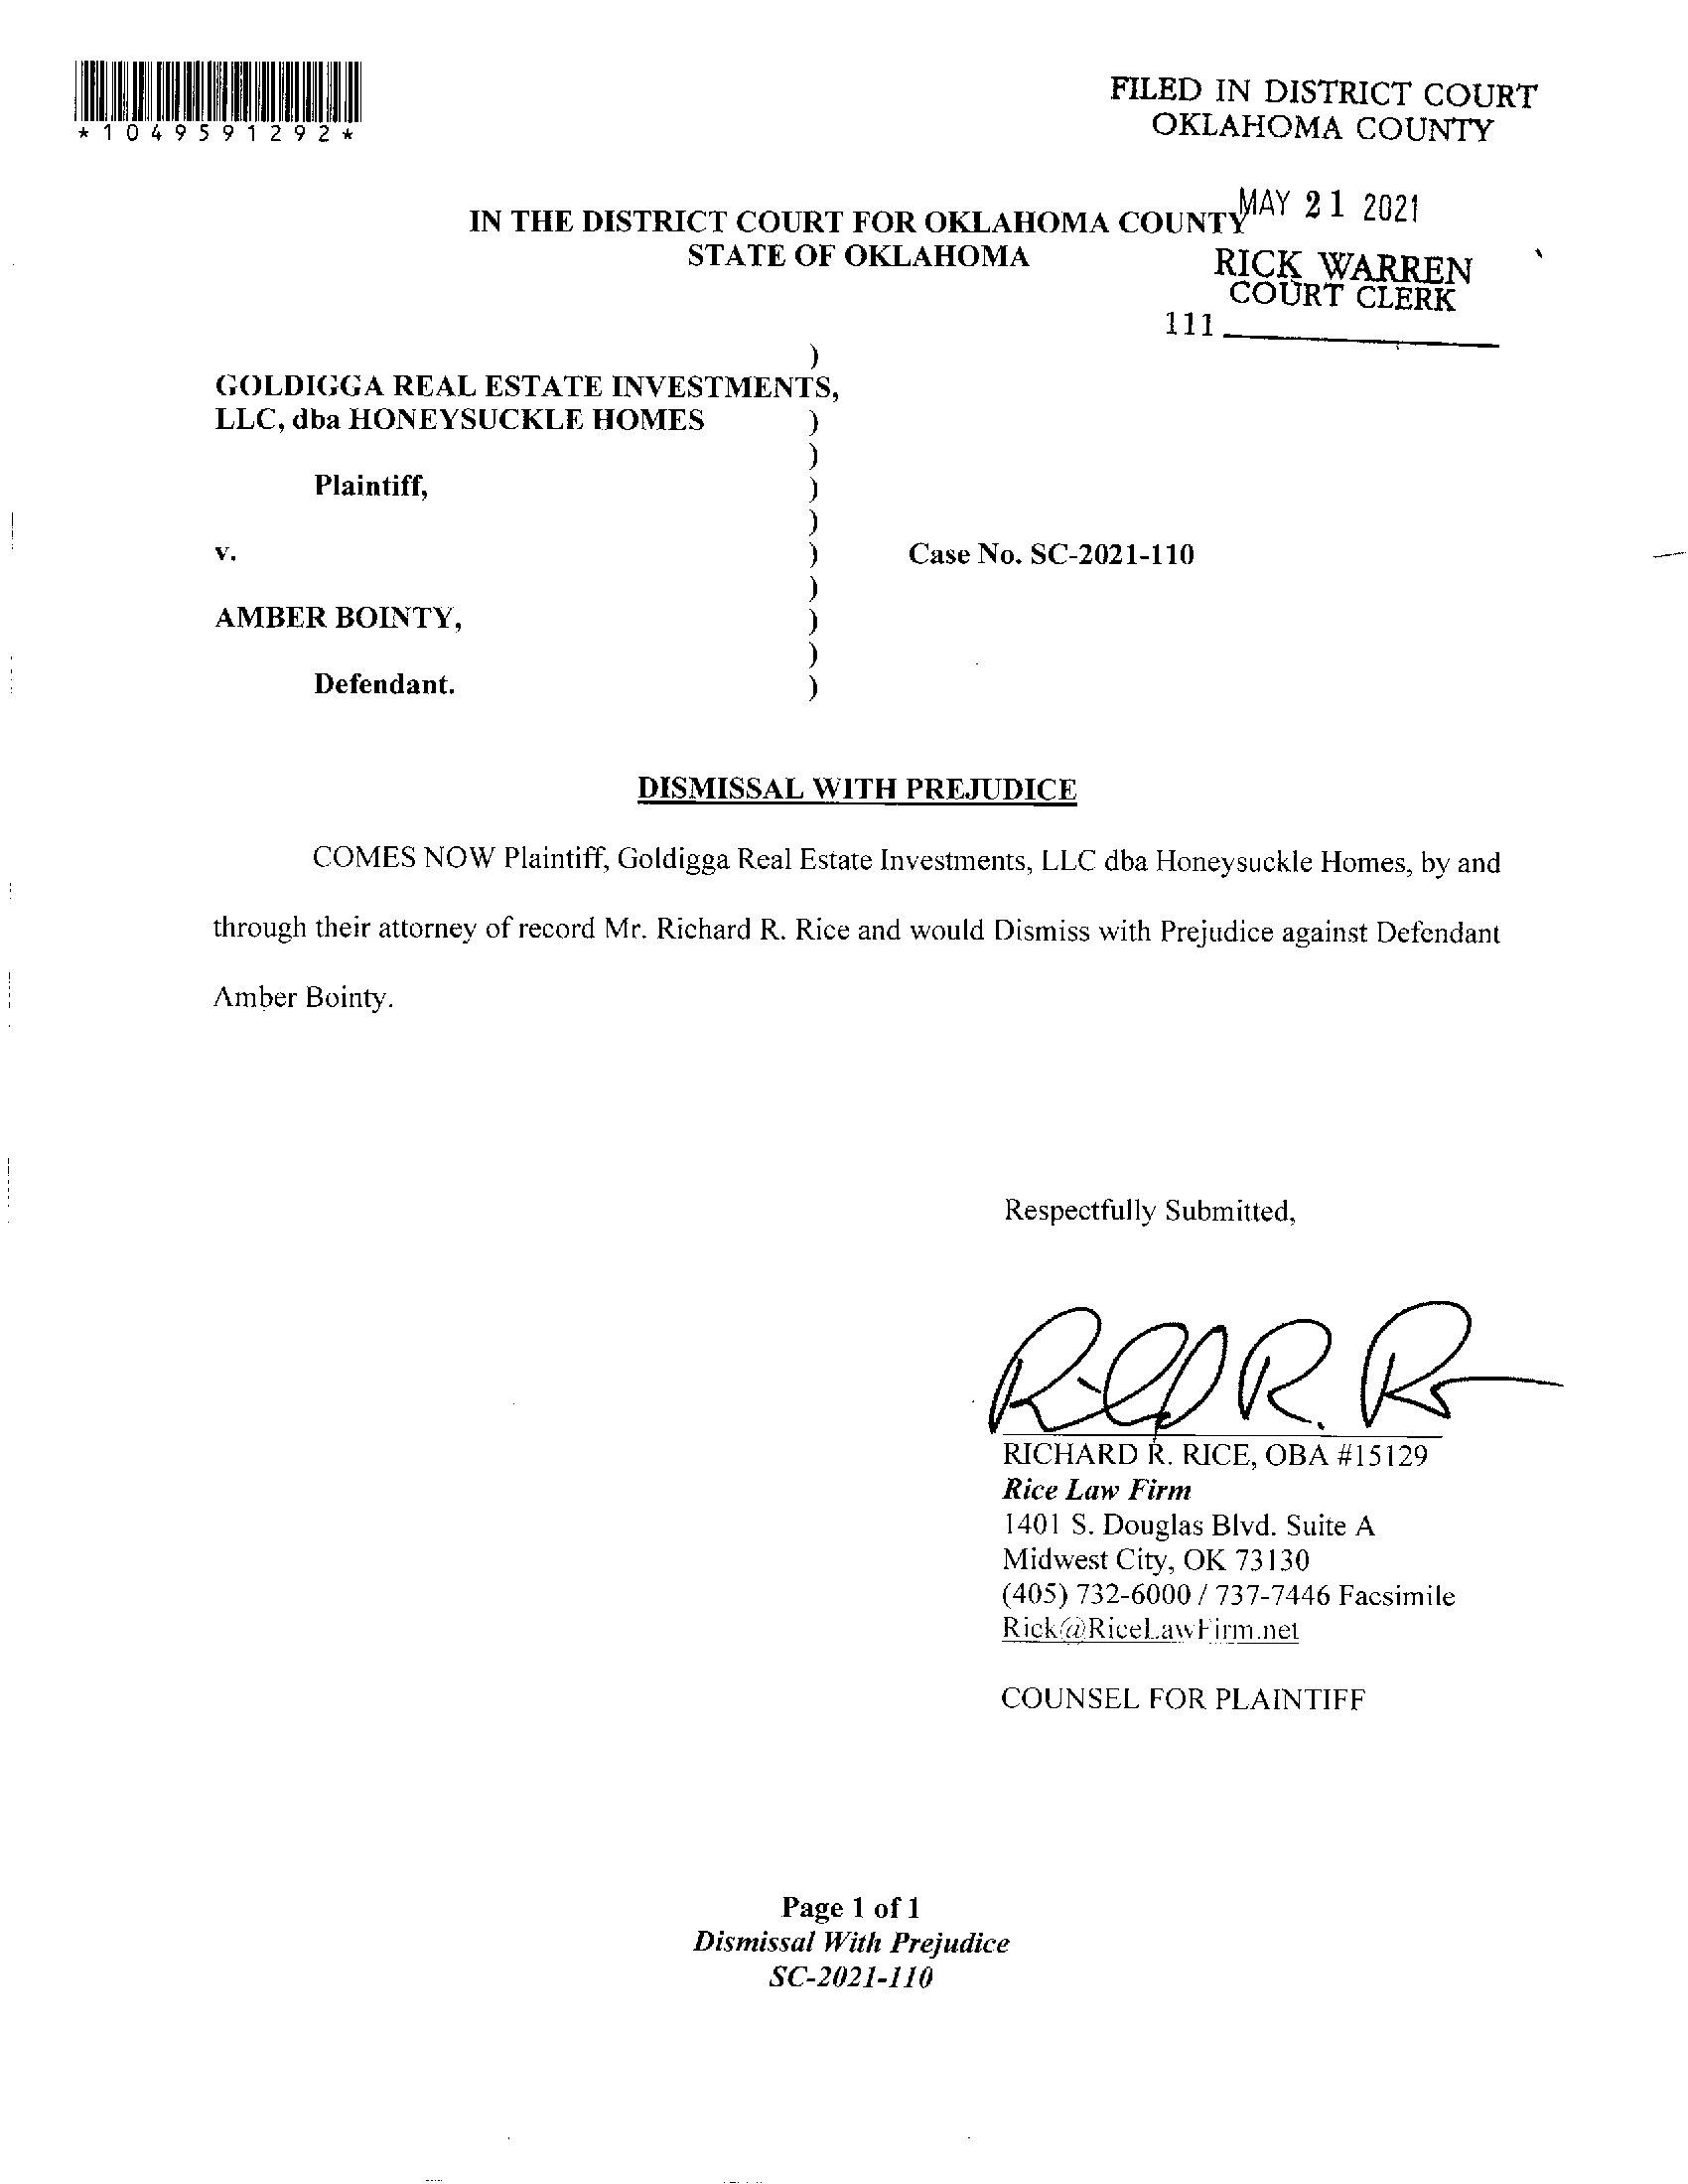 *1049591292*
FILED IN DISTRICT COURT
OKLAHOMA COUNTY
MAY 21 2021
RICK WARREN
COURT CLERK
111
IN THE DISTRICT COURT FOR OKLAHOMA COUNTY
STATE OF OKLAHOMA
)
GOLDIGGA REAL ESTATE INVESTMENTS,
LLC, dba HONEYSUCKLE HOMES )
)
Plaintiff, )
)
v. ) Case No. SC-2021-110
)
AMBER BOINTY, )
)
Defendant. )
DISMISSAL WITH PREJUDICE
COMES NOW Plaintiff, Goldigga Real Estate Investments, LLC dba Honeysuckle Homes, by and
through their attorney of record Mr. Richard R. Rice and would Dismiss with Prejudice against Defendant
Amber Bointy.
Respectfully Submitted,
RICHARD R. RICE, OBA #15129
Rice Law Firm
1401 S. Douglas Blvd. Suite A
Midwest City, OK 73130
(405) 732-6000 / 737-7446 Facsimile
Rick@RiceLawFirm.net
COUNSEL FOR PLAINTIFF
Page 1 of 1
Dismissal With Prejudice
SC-2021-110